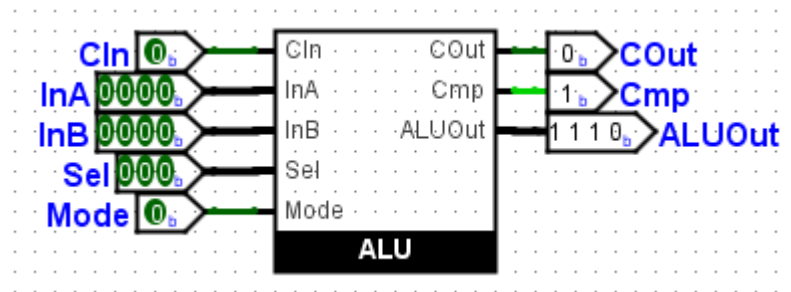 CIn 0b CIn COut 0b COut
InA 0000b InA Cmp 1b Cmp
InB 0000b InB ALUOut 1110b ALUOut
Sel 000b Sel
Mode 0b Mode
ALU